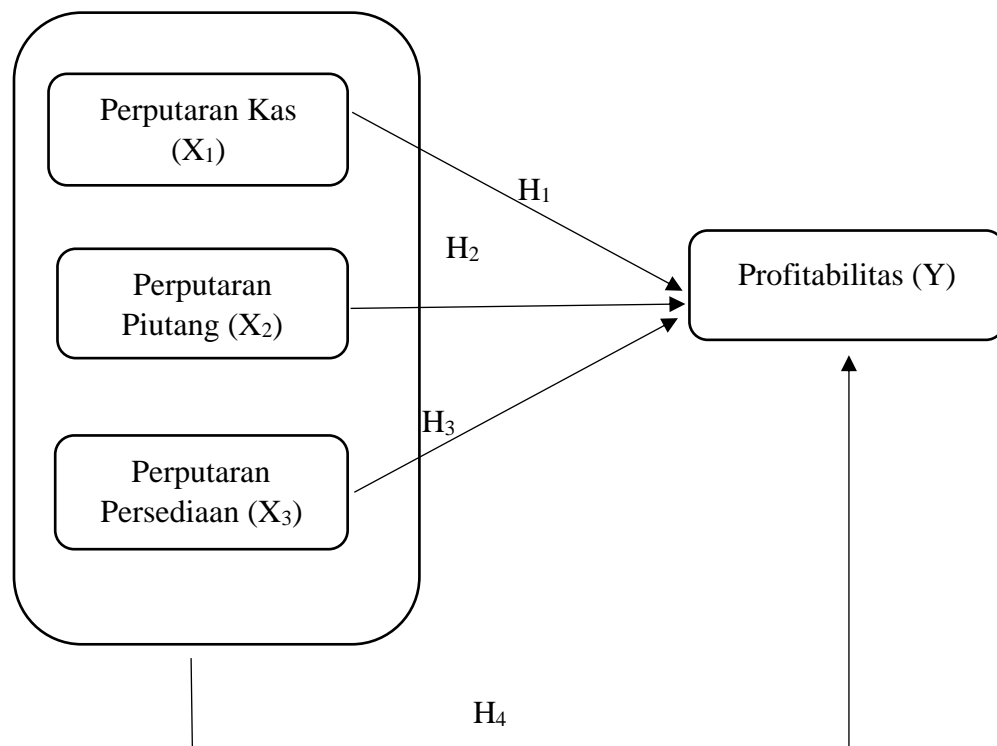 Perputaran Kas
(X₁)
H₁
H₂
Perputaran
Piutang (X₂)
Profitabilitas (Y)
H₃
Perputaran
Persediaan (X₃)
H₄